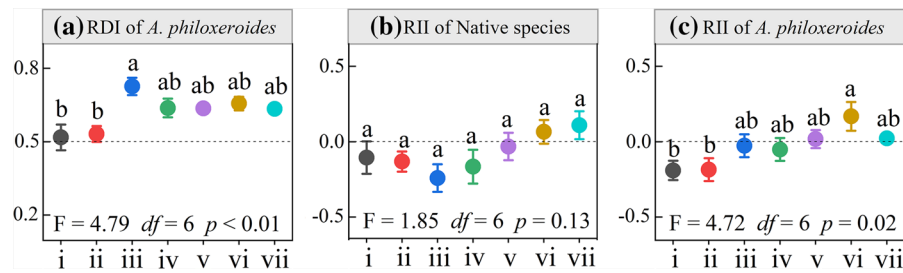 (a) RDI of A. philoxeroides
0.8
0.5
0.2
b b a ab ab ab ab
F = 4.79 df = 6 p < 0.01
i ii iii iv v vi vii
(b) RII of Native species
0.5
0.0
-0.5
a a a a a a a
F = 1.85 df = 6 p = 0.13
i ii iii iv v vi vii
(c) RII of A. philoxeroides
0.5
0.0
-0.5
b b ab ab ab a ab
F = 4.72 df = 6 p = 0.02
i ii iii iv v vi vii